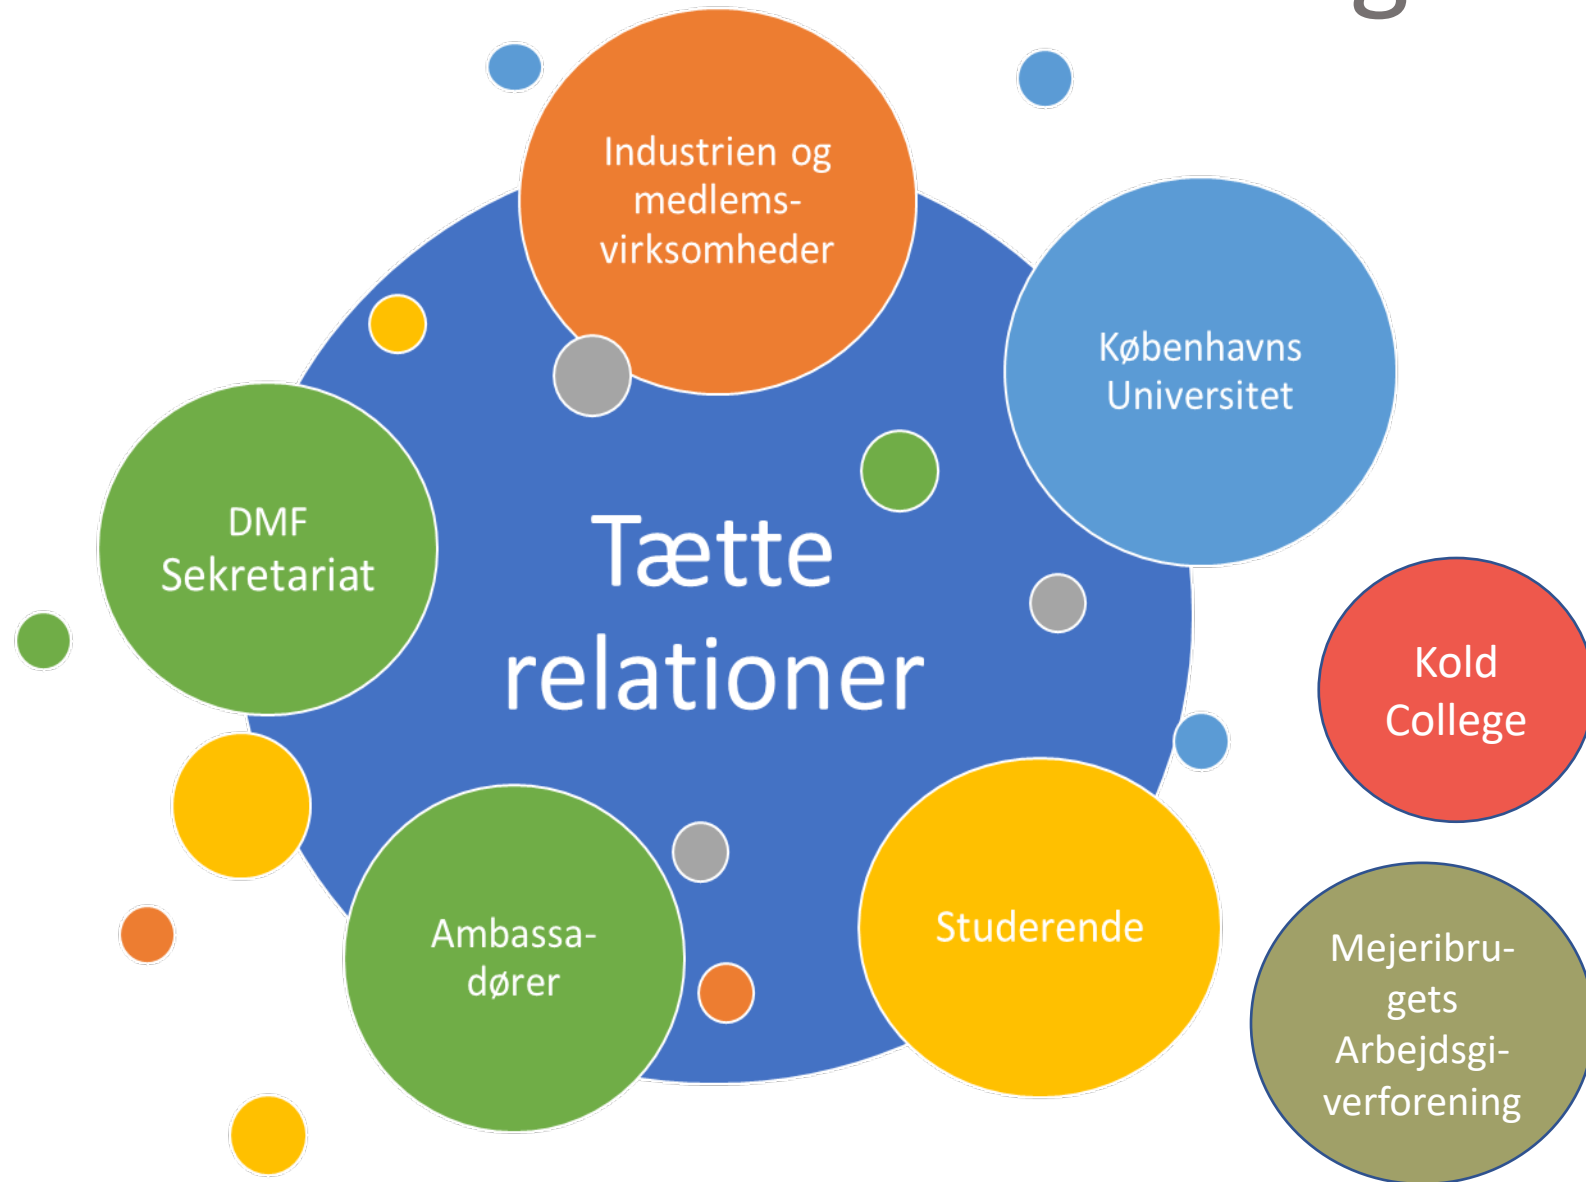 Industrien og
medlems-
virksomheder
Københavns
Universitet
DMF
Sekretariat
Tætte
relationer
Kold
College
Ambassa-
dører
Studerende
Mejeribru-
gets
Arbejdsgi-
verforening